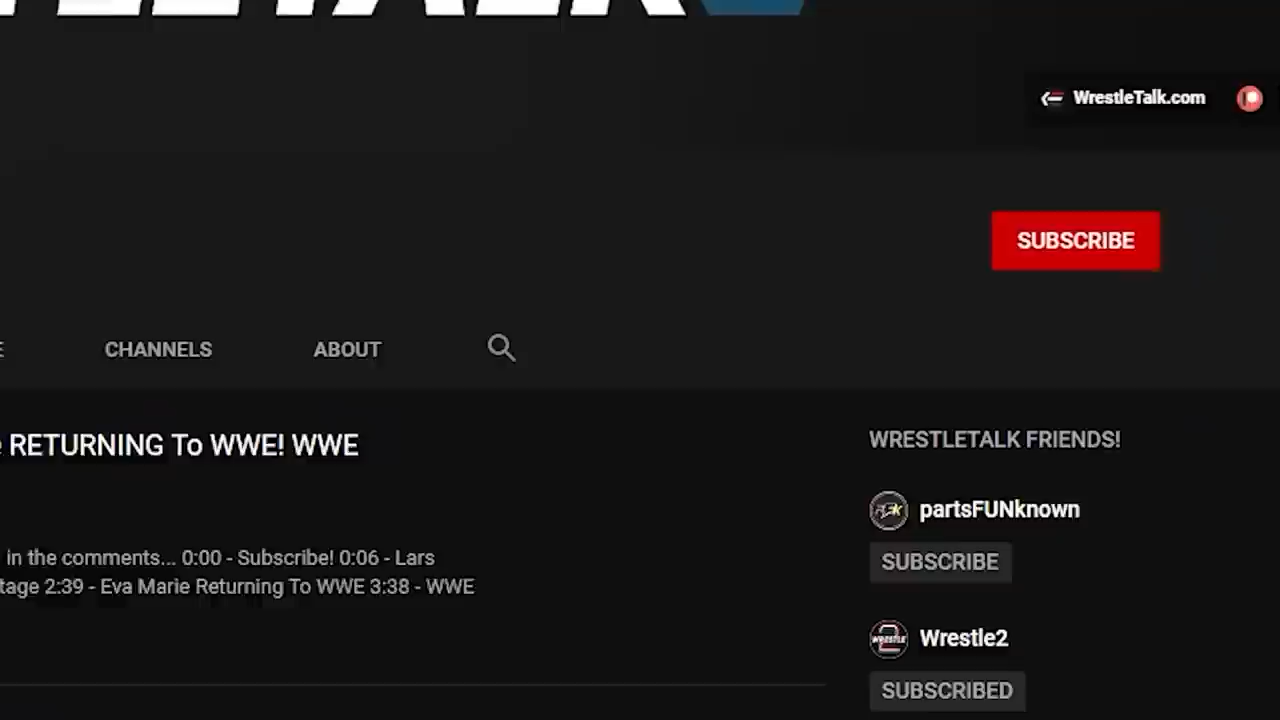 WrestleTalk.com
SUBSCRIBE
CHANNELS
ABOUT
RETURNING To WWE! WWE
WRESTLETALK FRIENDS!
partsFUNknown
SUBSCRIBE
in the comments... 0:00 - Subscribe! 0:06 - Lars
tage 2:39 - Eva Marie Returning To WWE 3:38 - WWE
Wrestle2
SUBSCRIBED